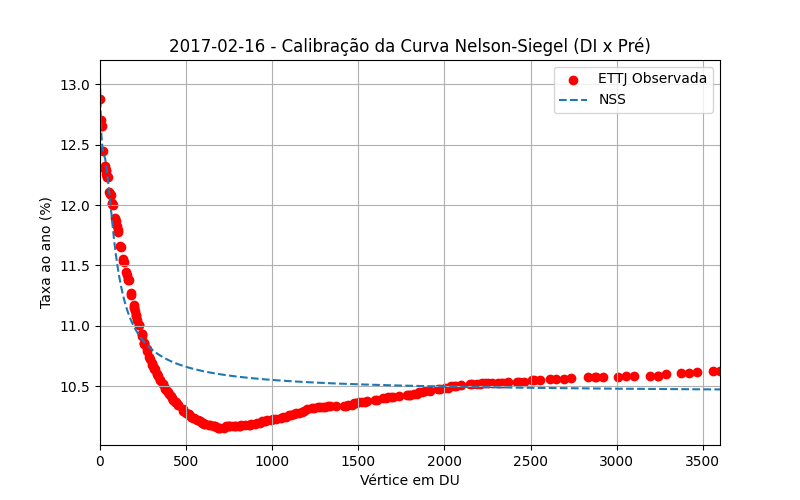 2017-02-16 - Calibração da Curva Nelson-Siegel (DI x Pré)
ETTJ Observada
NSS
Taxa ao ano (%)
13.0
12.5
12.0
11.5
11.0
10.5
0 500 1000 1500 2000 2500 3000 3500
Vértice em DU